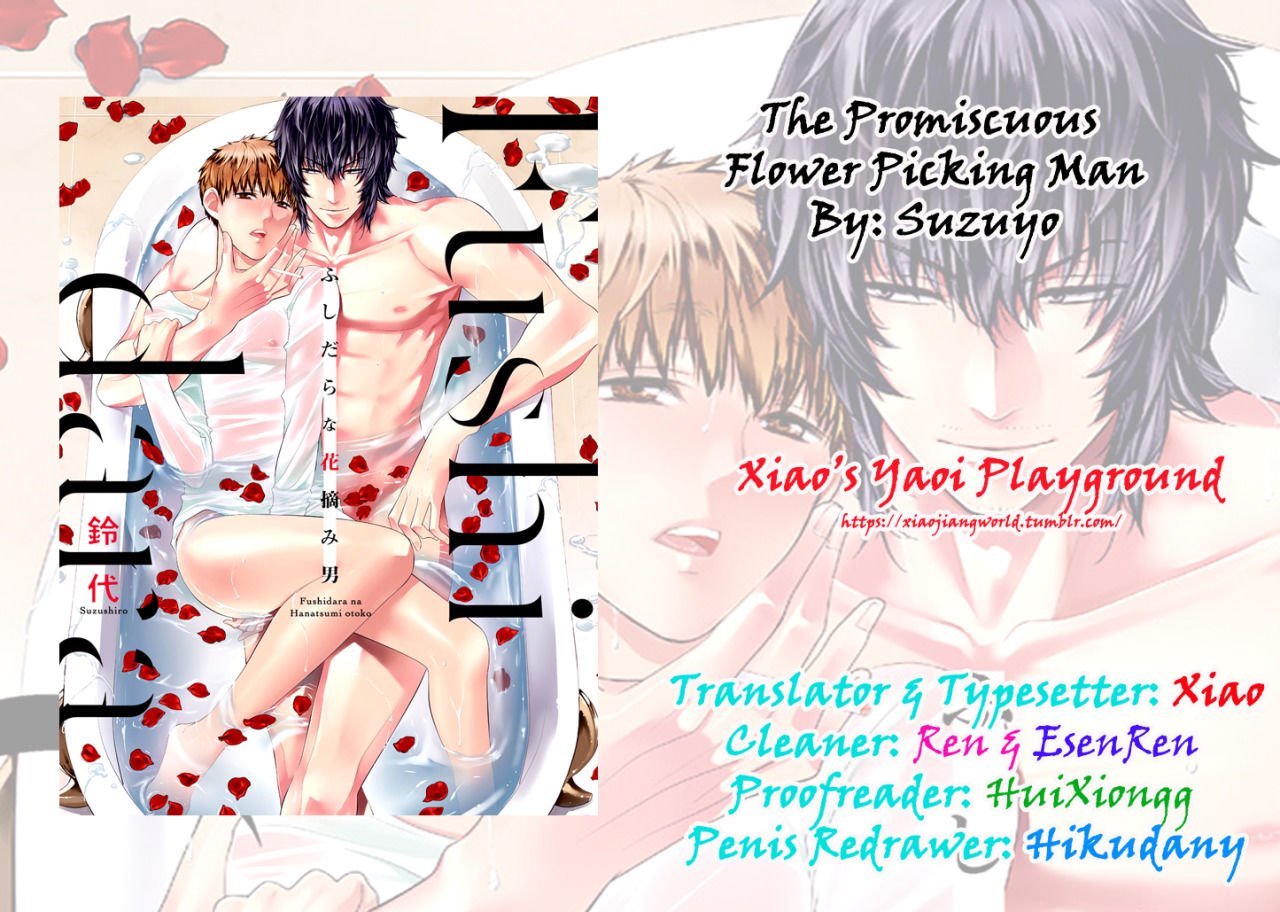 Fushi
dara
ふしだらな花摘み男
Fushidara na
Hanatsumi otoko
鈴代
Suzushiro
The Promiscuous
Flower Picking Man
By: Suzuyo
Xiao's Yaoi Playground
https://xiaojiangworld.tumblr.com/
Translator & Typesetter: Xiao
Cleaner: Ren & EsenRen
Proofreader: HuiXiongg
Penis Redrawer: Hikudany